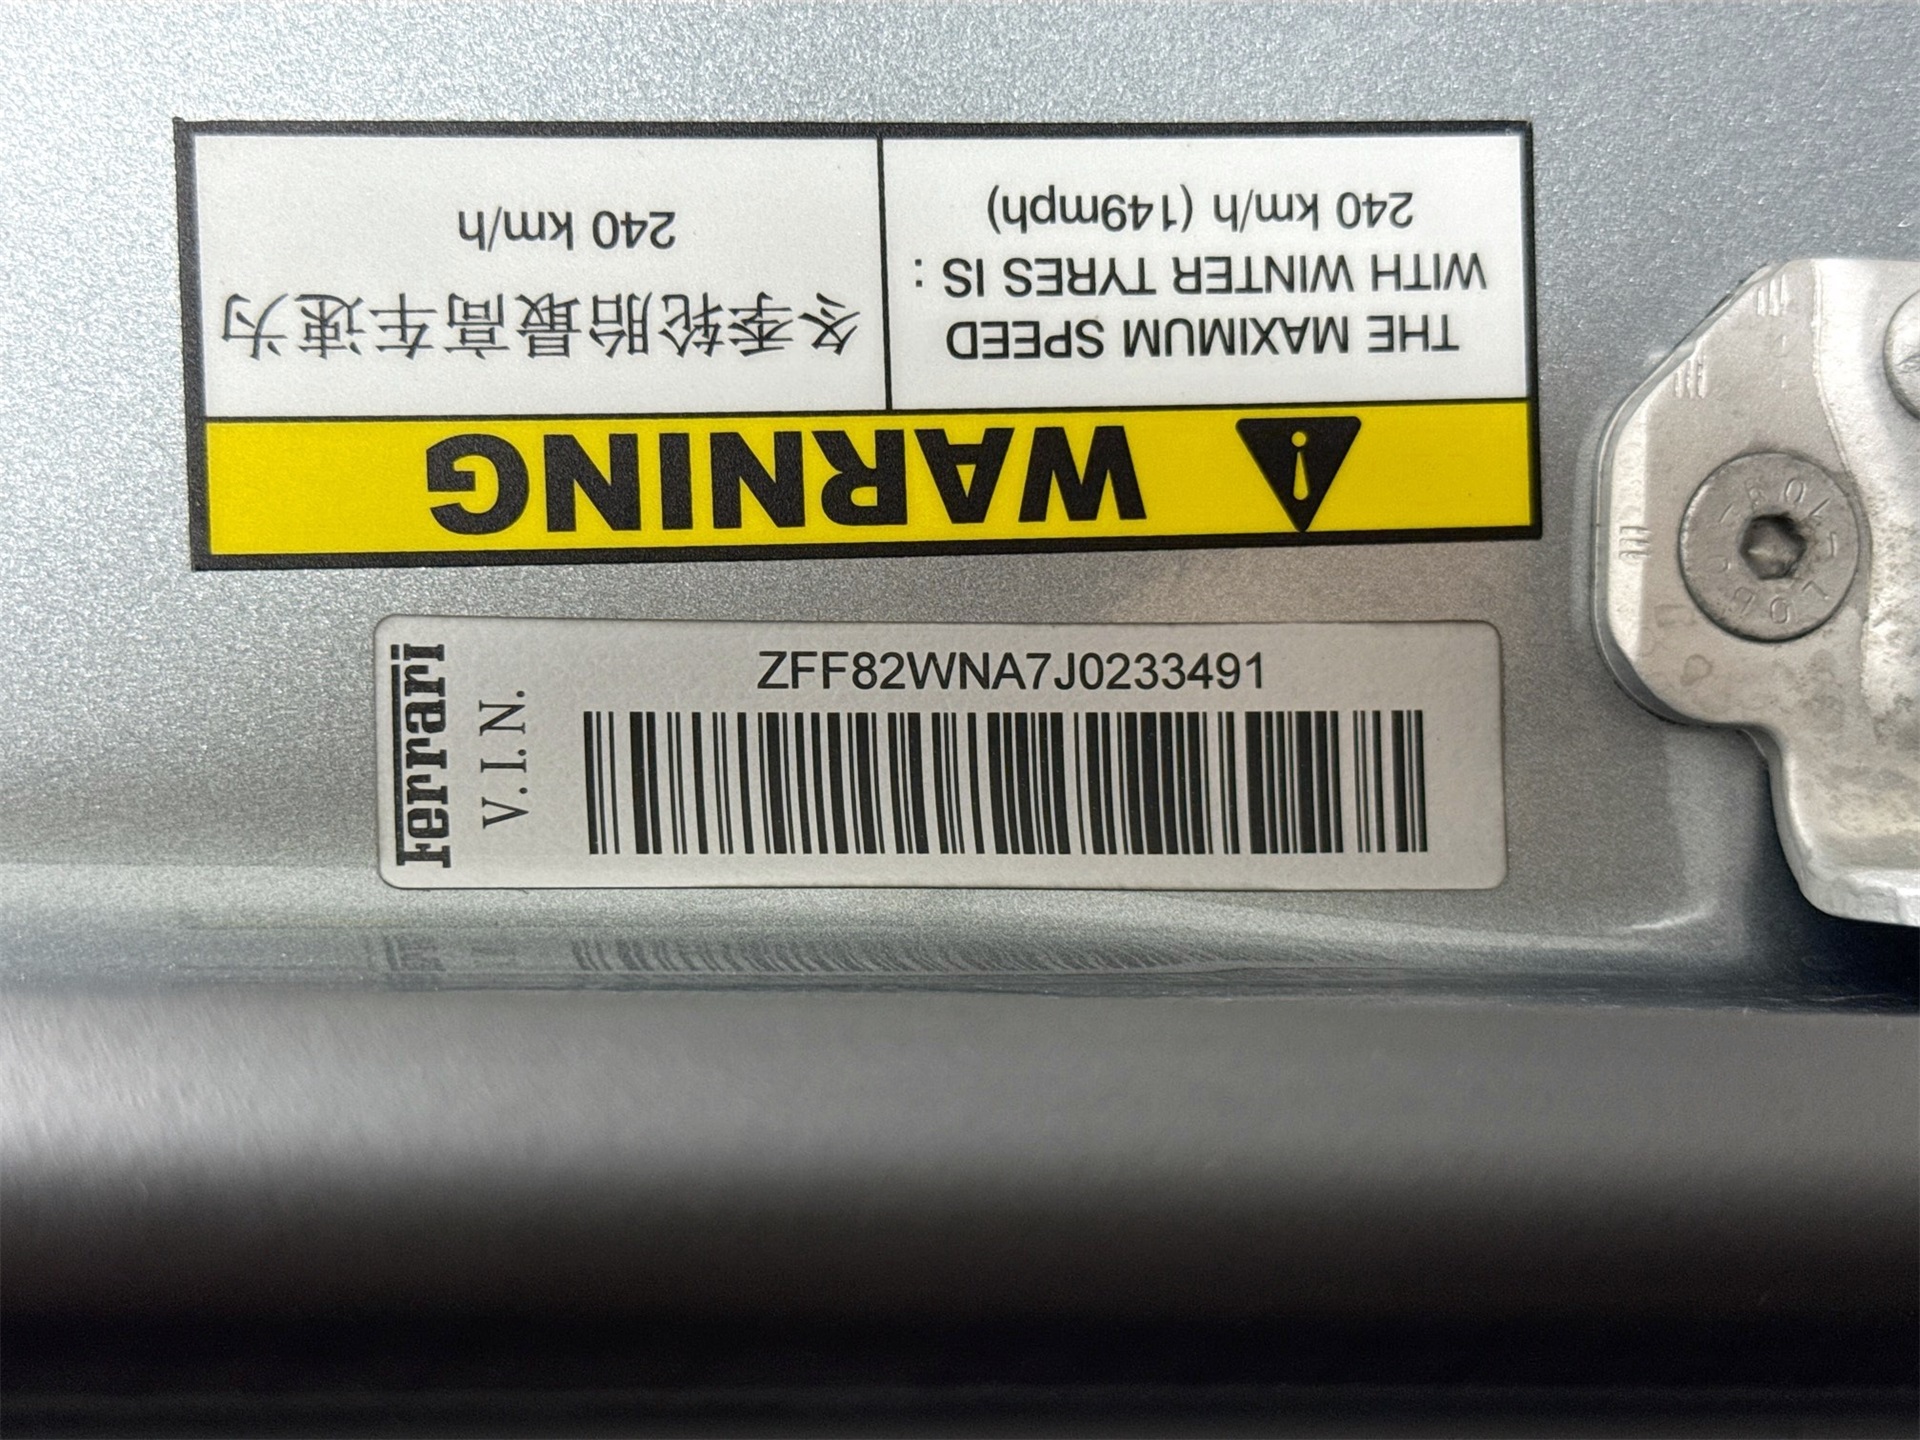 WARNING
THE MAXIMUM SPEED
WITH WINTER TYRES IS :
240 km/h (149mph)
冬季轮胎最高车速为
240 km/h
Ferrari
V.I.N.
ZFF82WNA7J0233491